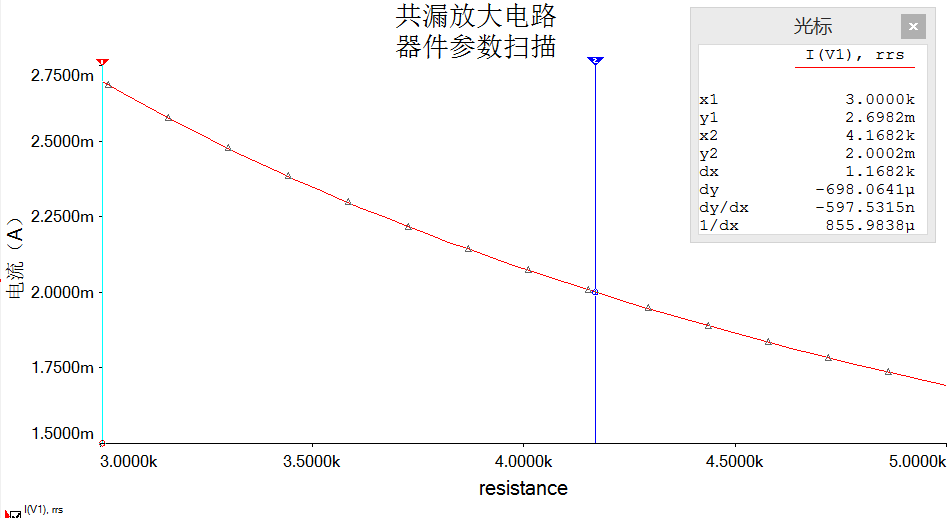 共漏放大电路
器件参数扫描
光标
I(V1), rrs
x1 3.0000k
y1 2.6982m
x2 4.1682k
y2 2.0002m
dx 1.1682k
dy -698.0641µ
dy/dx -597.5315n
1/dx 855.9838µ
1
2
2.7500m
2.5000m
2.2500m
2.0000m
1.7500m
1.5000m
电流（A）
3.0000k 3.5000k 4.0000k 4.5000k 5.0000k
resistance
I(V1), rrs